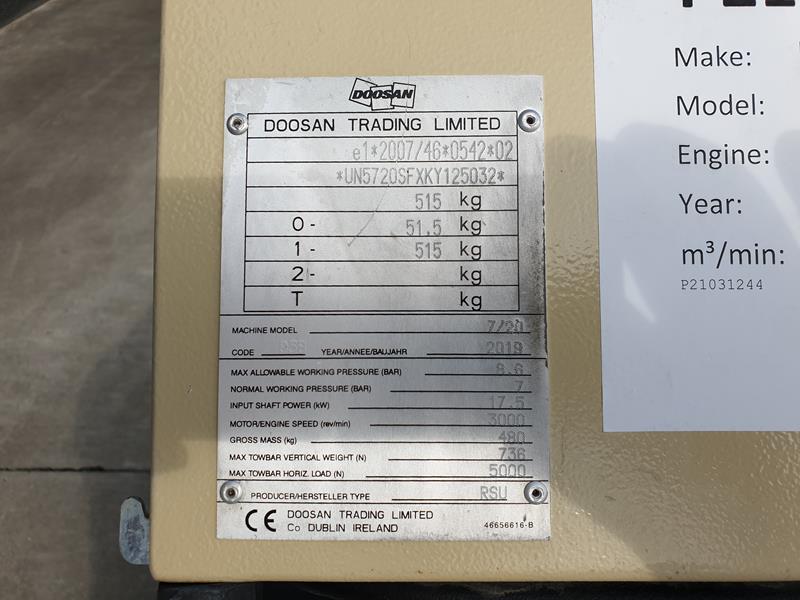 DOOSAN
DOOSAN TRADING LIMITED
e1*2007/46*0542*02
*UN5720SFXKY125032*
515 kg
0- 51.5 kg
1- 515 kg
2- kg
T kg
MACHINE MODEL 7/20
CODE YEAR/ANNEE/BAUJAHR 2019
MAX ALLOWABLE WORKING PRESSURE (BAR) 8.6
NORMAL WORKING PRESSURE (BAR) 7
INPUT SHAFT POWER (kW) 17.5
MOTOR/ENGINE SPEED (rev/min) 3000
GROSS MASS (kg) 480
MAX TOWBAR VERTICAL WEIGHT (N) 736
MAX TOWBAR HORIZ. LOAD (N) 5000
PRODUCER/HERSTELLER TYPE RSU
CE DOOSAN TRADING LIMITED
Co DUBLIN IRELAND 46656616-B
Make:
Model:
Engine:
Year:
m³/min:
P21031244